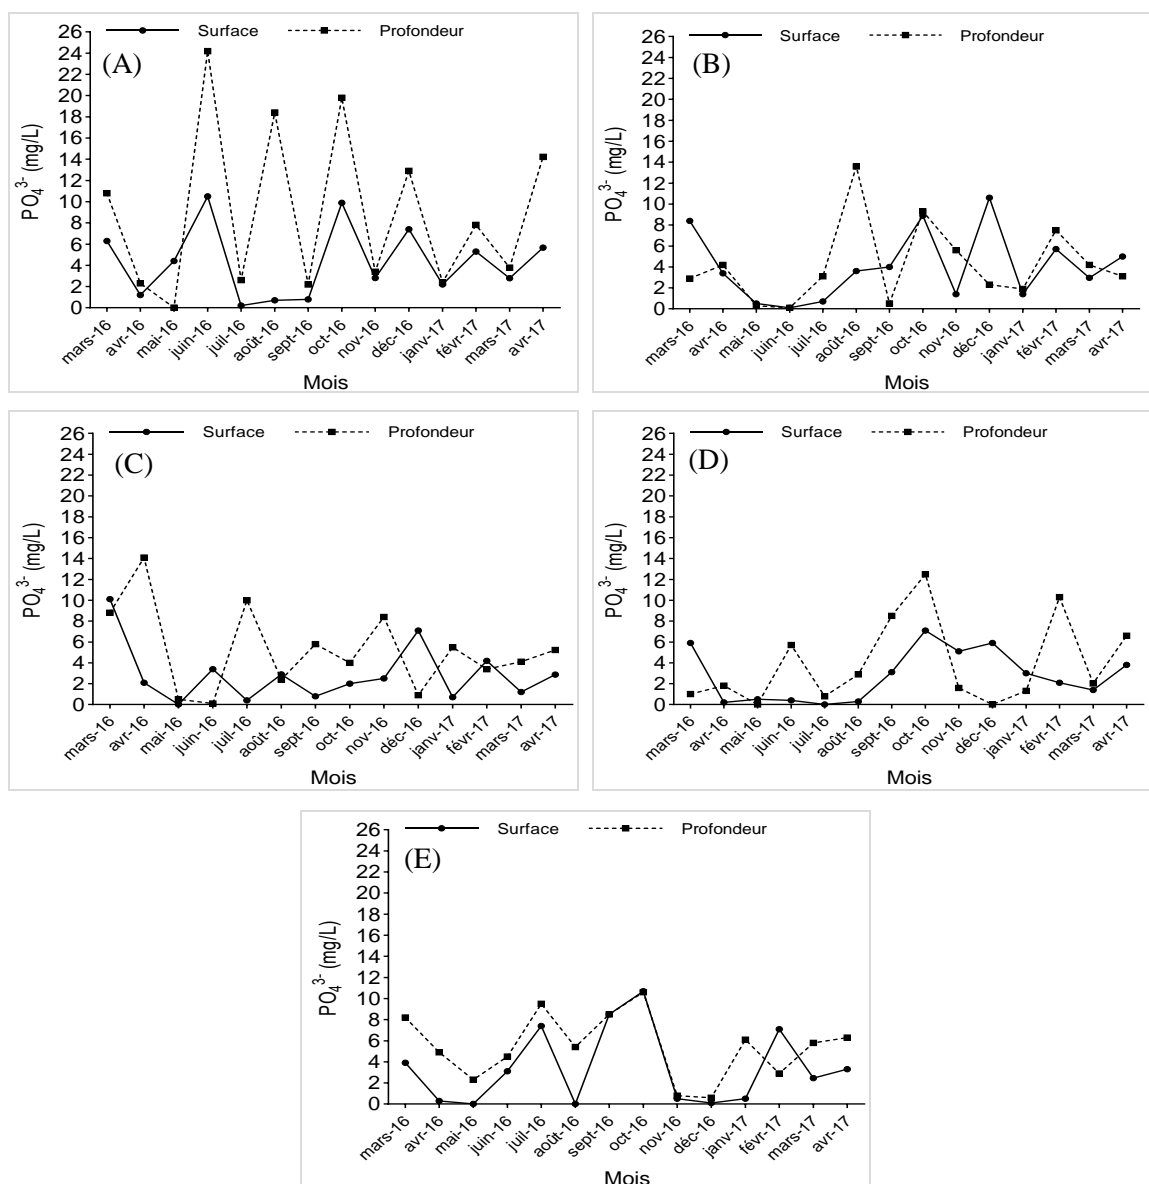 Surface Profondeur
(A)
PO₄³⁻ (mg/L)
26
24
22
20
18
16
14
12
10
8
6
4
2
0
mars-16 avr-16 mai-16 juin-16 juil-16 août-16 sept-16 oct-16 nov-16 déc-16 janv-17 févr-17 mars-17 avr-17
Mois
Surface Profondeur
(B)
PO₄³⁻ (mg/L)
26
24
22
20
18
16
14
12
10
8
6
4
2
0
mars-16 avr-16 mai-16 juin-16 juil-16 août-16 sept-16 oct-16 nov-16 déc-16 janv-17 févr-17 mars-17 avr-17
Mois
Surface Profondeur
(C)
PO₄³⁻ (mg/L)
26
24
22
20
18
16
14
12
10
8
6
4
2
0
mars-16 avr-16 mai-16 juin-16 juil-16 août-16 sept-16 oct-16 nov-16 déc-16 janv-17 févr-17 mars-17 avr-17
Mois
Surface Profondeur
(D)
PO₄³⁻ (mg/L)
26
24
22
20
18
16
14
12
10
8
6
4
2
0
mars-16 avr-16 mai-16 juin-16 juil-16 août-16 sept-16 oct-16 nov-16 déc-16 janv-17 févr-17 mars-17 avr-17
Mois
Surface Profondeur
(E)
PO₄³⁻ (mg/L)
26
24
22
20
18
16
14
12
10
8
6
4
2
0
mars-16 avr-16 mai-16 juin-16 juil-16 août-16 sept-16 oct-16 nov-16 déc-16 janv-17 févr-17 mars-17 avr-17
Mois